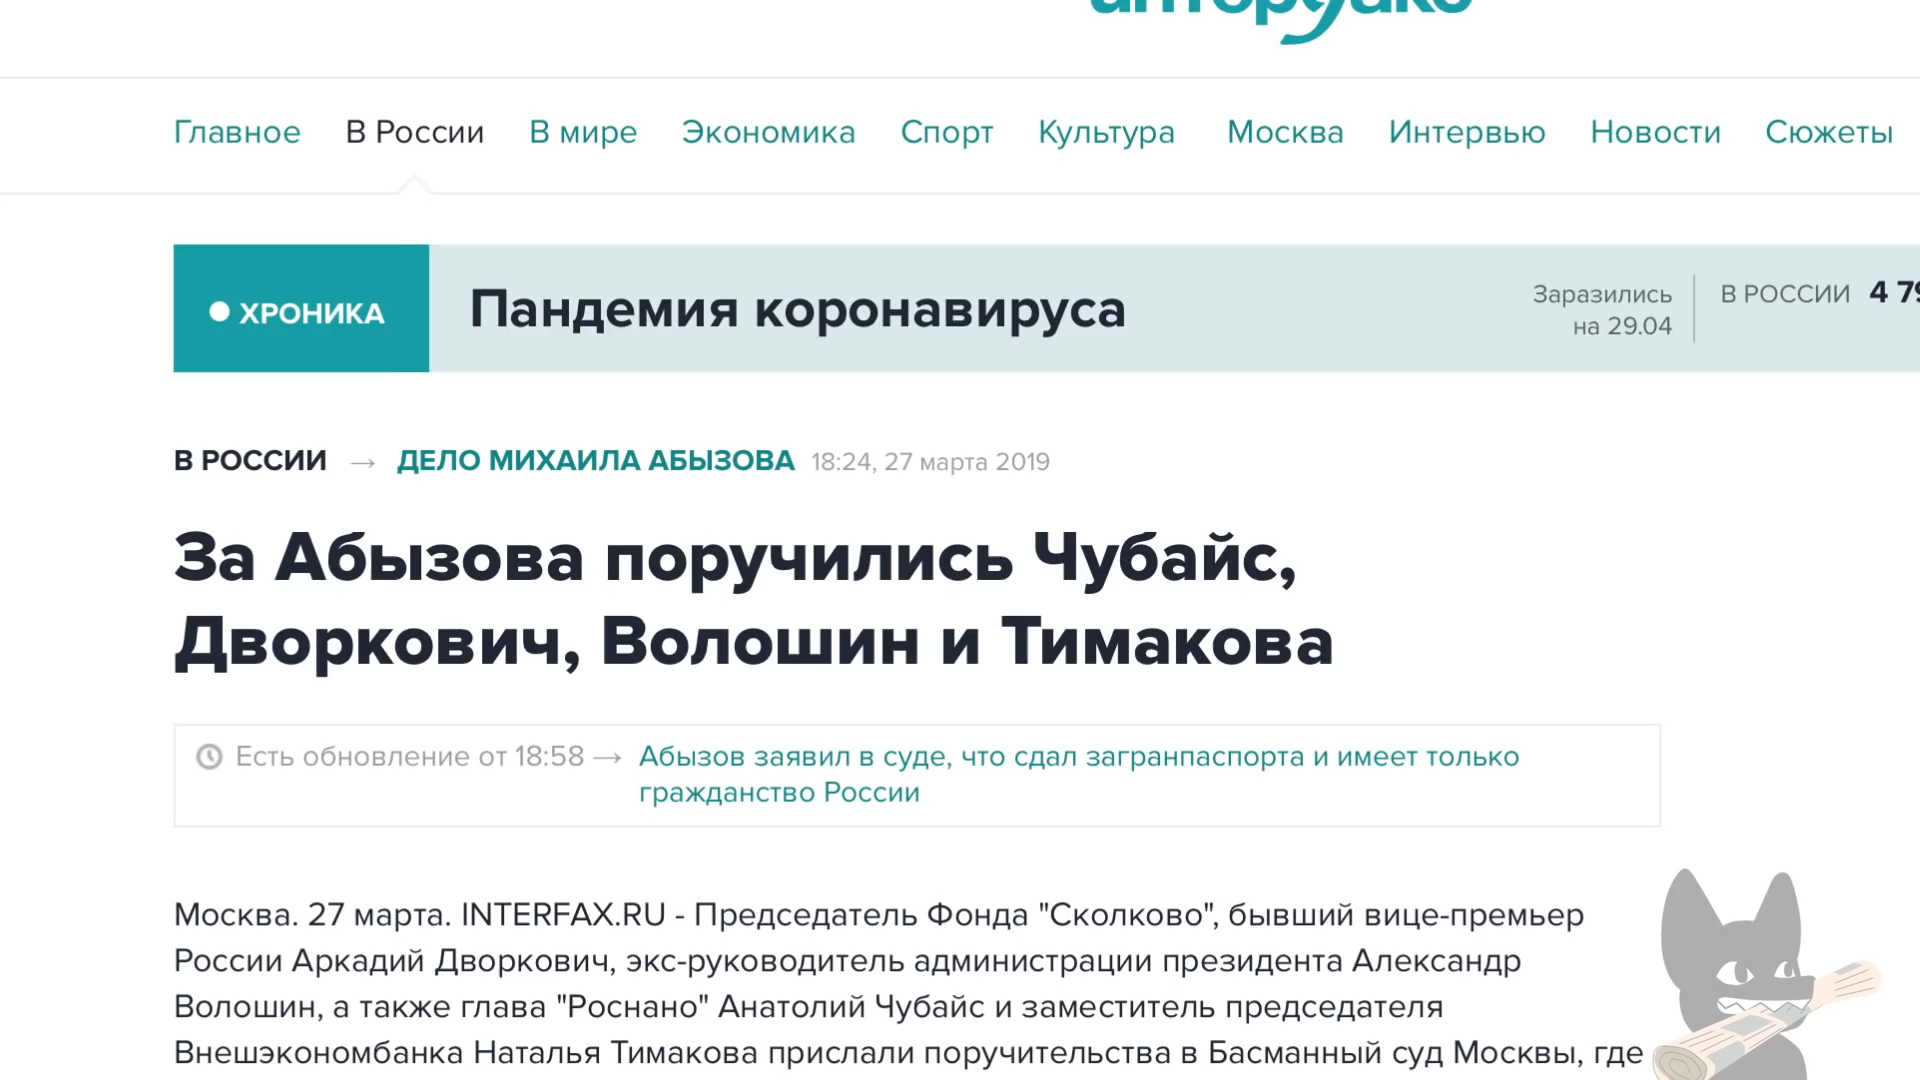 интерфакс
Главное В России В мире Экономика Спорт Культура Москва Интервью Новости Сюжеты
ХРОНИКА Пандемия коронавируса Заразились В РОССИИ 4 79
на 29.04
В РОССИИ → ДЕЛО МИХАИЛА АБЫЗОВА 18:24, 27 марта 2019
За Абызова поручились Чубайс,
Дворкович, Волошин и Тимакова
Есть обновление от 18:58 → Абызов заявил в суде, что сдал загранпаспорта и имеет только
гражданство России
Москва. 27 марта. INTERFAX.RU - Председатель Фонда "Сколково", бывший вице-премьер
России Аркадий Дворкович, экс-руководитель администрации президента Александр
Волошин, а также глава "Роснано" Анатолий Чубайс и заместитель председателя
Внешэкономбанка Наталья Тимакова прислали поручительства в Басманный суд Москвы, где